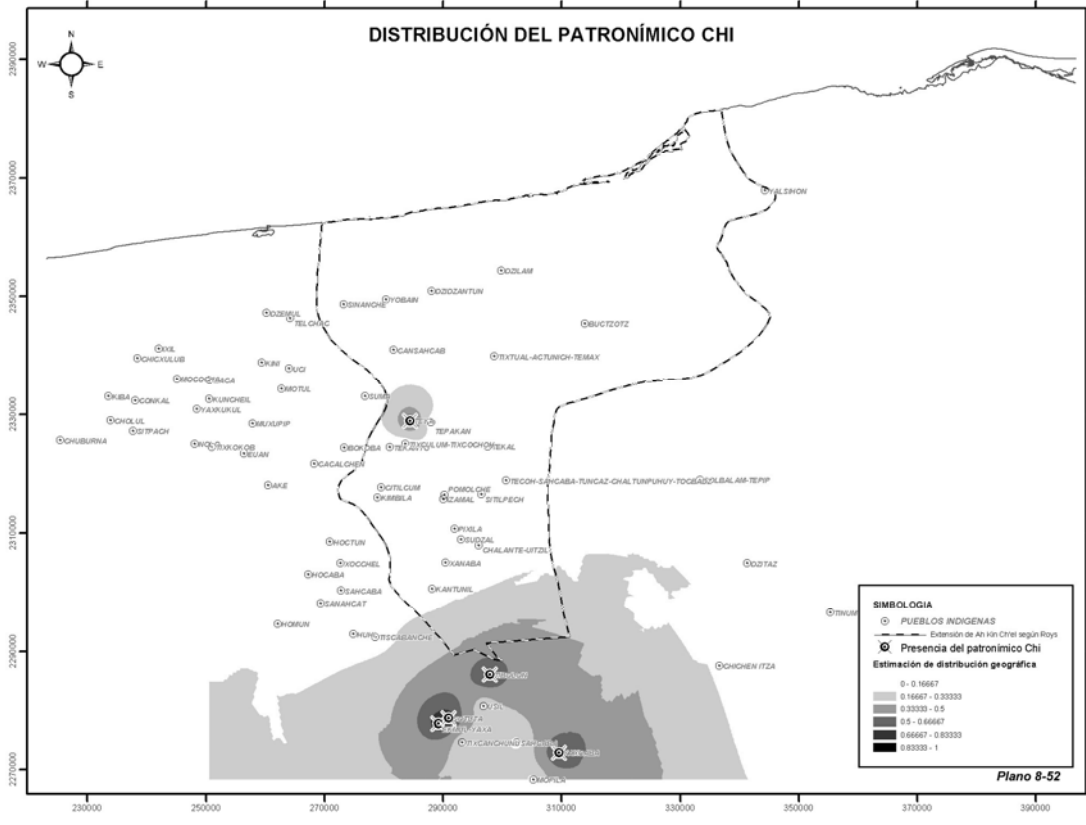 DISTRIBUCIÓN DEL PATRONÍMICO CHI
N
W
E
S
2390000
2370000
2350000
2330000
2310000
2290000
2270000
YALSIHON
DZILAM
DZIDZANTUN
YOBAIN
SINANCHE
DZEMUL
TELCHAC
BUCTZOTZ
CANSAHCAB
TIXTUAL-ACTUNICH-TEMAX
IXIL
CHICXULUB
KINI
UCI
MOTUL
SUMA
KIBA
CONKAL
KUNCHEIL
YAXKUKUL
CHOLUL
SITPACH
MUXUPIP
TEPAKAN
CHUBURNA
NOLO
TIXKOKOB
EUAN
BOKOBA
TEKANTO
TIXCULUM-TIXCOCHOH
TEKAL
CACALCHEN
AKE
CITILCUM
KIMBILA
POMOLCHE
IZAMAL
SITILPECH
PIXILA
SUDZAL
CHALANTE-UITZIL
HOCTUN
XOCCHEL
XANABA
HOCABA
SAHCABA
KANTUNIL
SANAHCAT
DZITAZ
TINUM
HOMUN
HUHI
TISCABANCHE
CHICHEN ITZA
USIL
MOPILA
SIMBOLOGIA
PUEBLOS INDIGENAS
Extensión de Ah Kin Ch'el según Roys
Presencia del patronímico Chi
Estimación de distribución geográfica
0 - 0.16667
0.16667 - 0.33333
0.33333 - 0.5
0.5 - 0.66667
0.66667 - 0.83333
0.83333 - 1
Plano 8-52
230000
250000
270000
290000
310000
330000
350000
370000
390000